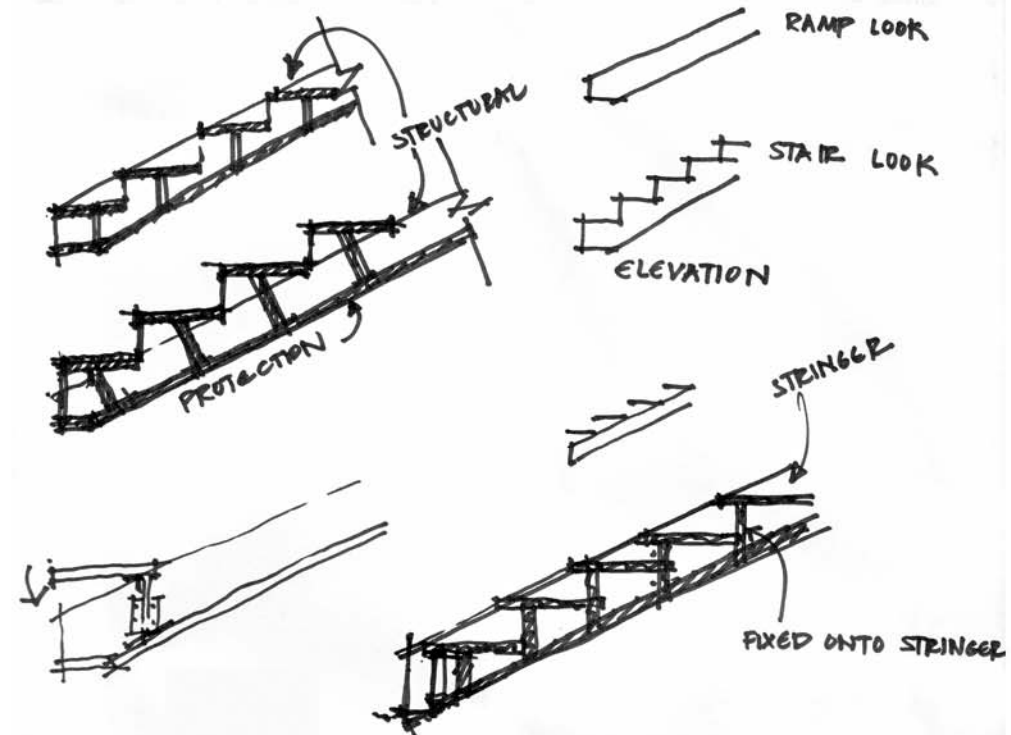 RAMP LOOK
STRUCTURAL
STAIR LOOK
ELEVATION
PROTECTION
STRINGER
FIXED ONTO STRINGER